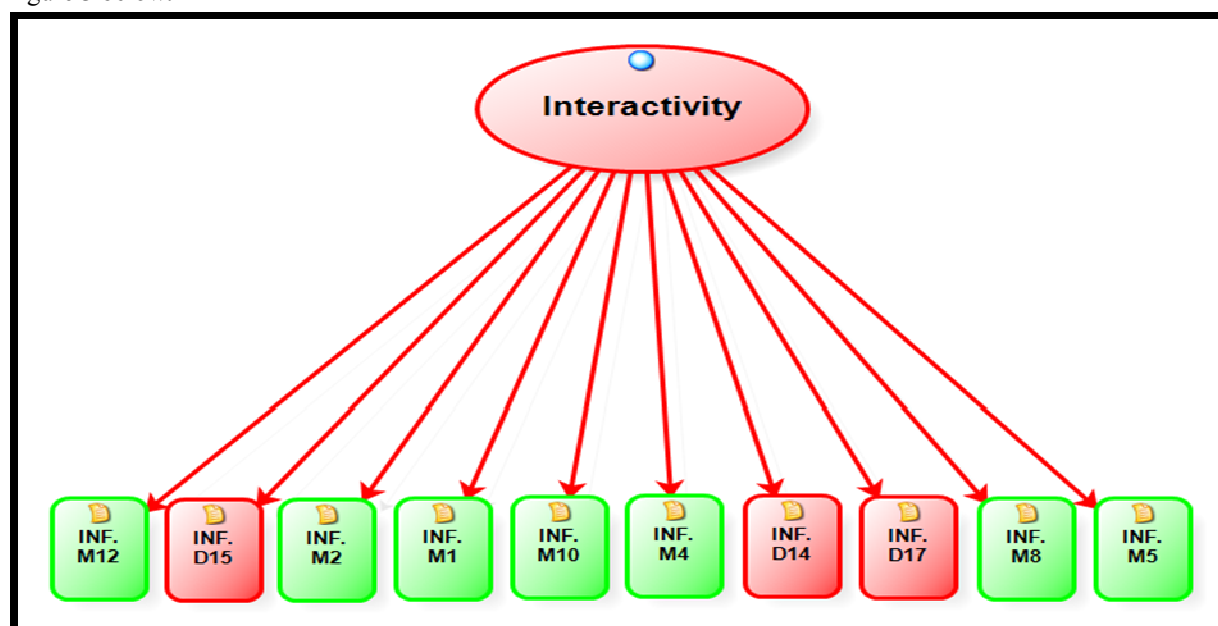 Interactivity
INF.
M12
INF.
D15
INF.
M2
INF.
M1
INF.
M10
INF.
M4
INF.
D14
INF.
D17
INF.
M8
INF.
M5